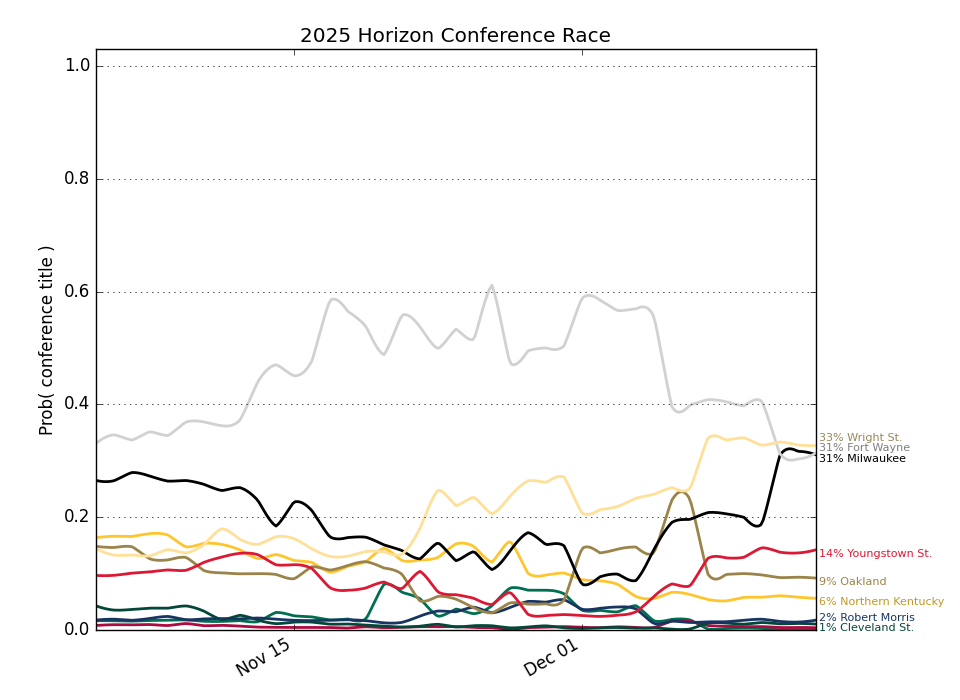 2025 Horizon Conference Race
1.0
0.8
0.6
0.4
0.2
0.0
Prob( conference title )
Nov 15
Dec 01
33% Wright St.
31% Fort Wayne
31% Milwaukee
14% Youngstown St.
9% Oakland
6% Northern Kentucky
2% Robert Morris
1% Cleveland St.